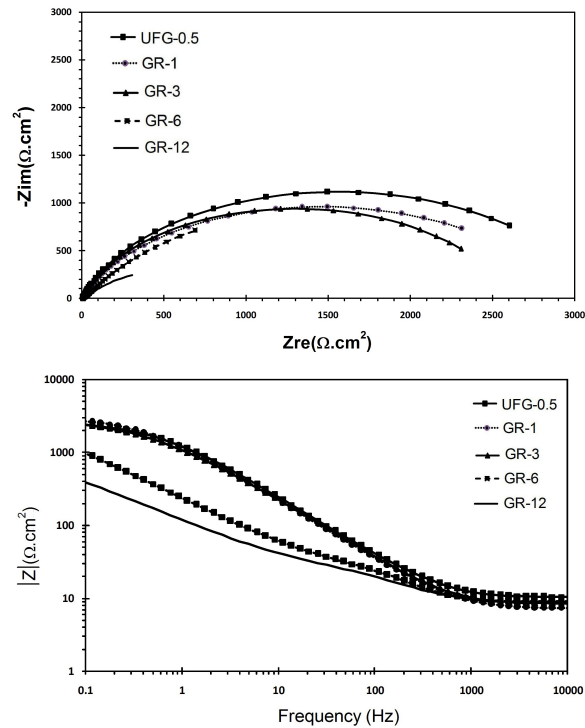 3000
2500
2000
1500
1000
500
0
-Zim(Ω.cm²)
UFG-0.5
GR-1
GR-3
GR-6
GR-12
0 500 1000 1500 2000 2500 3000
Zre(Ω.cm²)
10000
1000
100
10
1
|Z|(Ω.cm²)
UFG-0.5
GR-1
GR-3
GR-6
GR-12
0.1 1 10 100 1000 10000
Frequency (Hz)